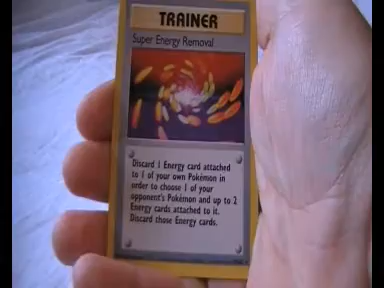 TRAINER
Super Energy Removal
Discard 1 Energy card attached
to 1 of your own Pokémon in
order to choose 1 of your
opponent's Pokémon and up to 2
Energy cards attached to it.
Discard those Energy cards.